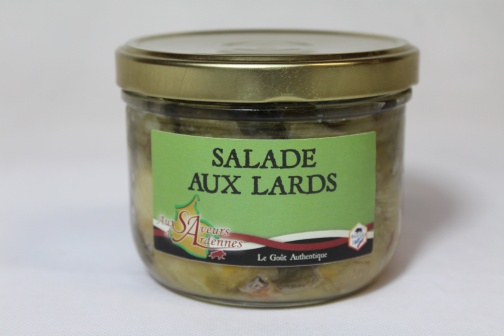 SALADE
AUX LARDS
Aux Saveurs
Ardennes
Le Goût Authentique